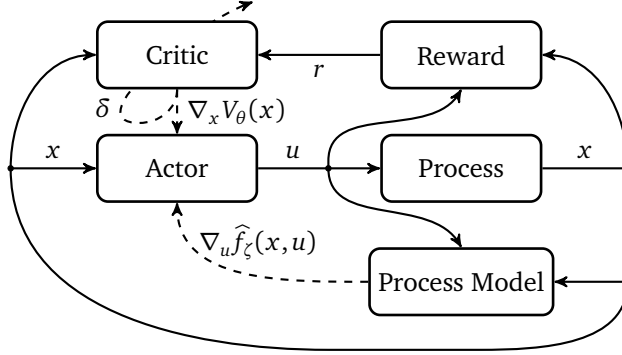 Critic
Reward
r
δ
∇ₓV_θ(x)
x
Actor
u
Process
x
∇ᵤf̂_ζ(x, u)
Process Model